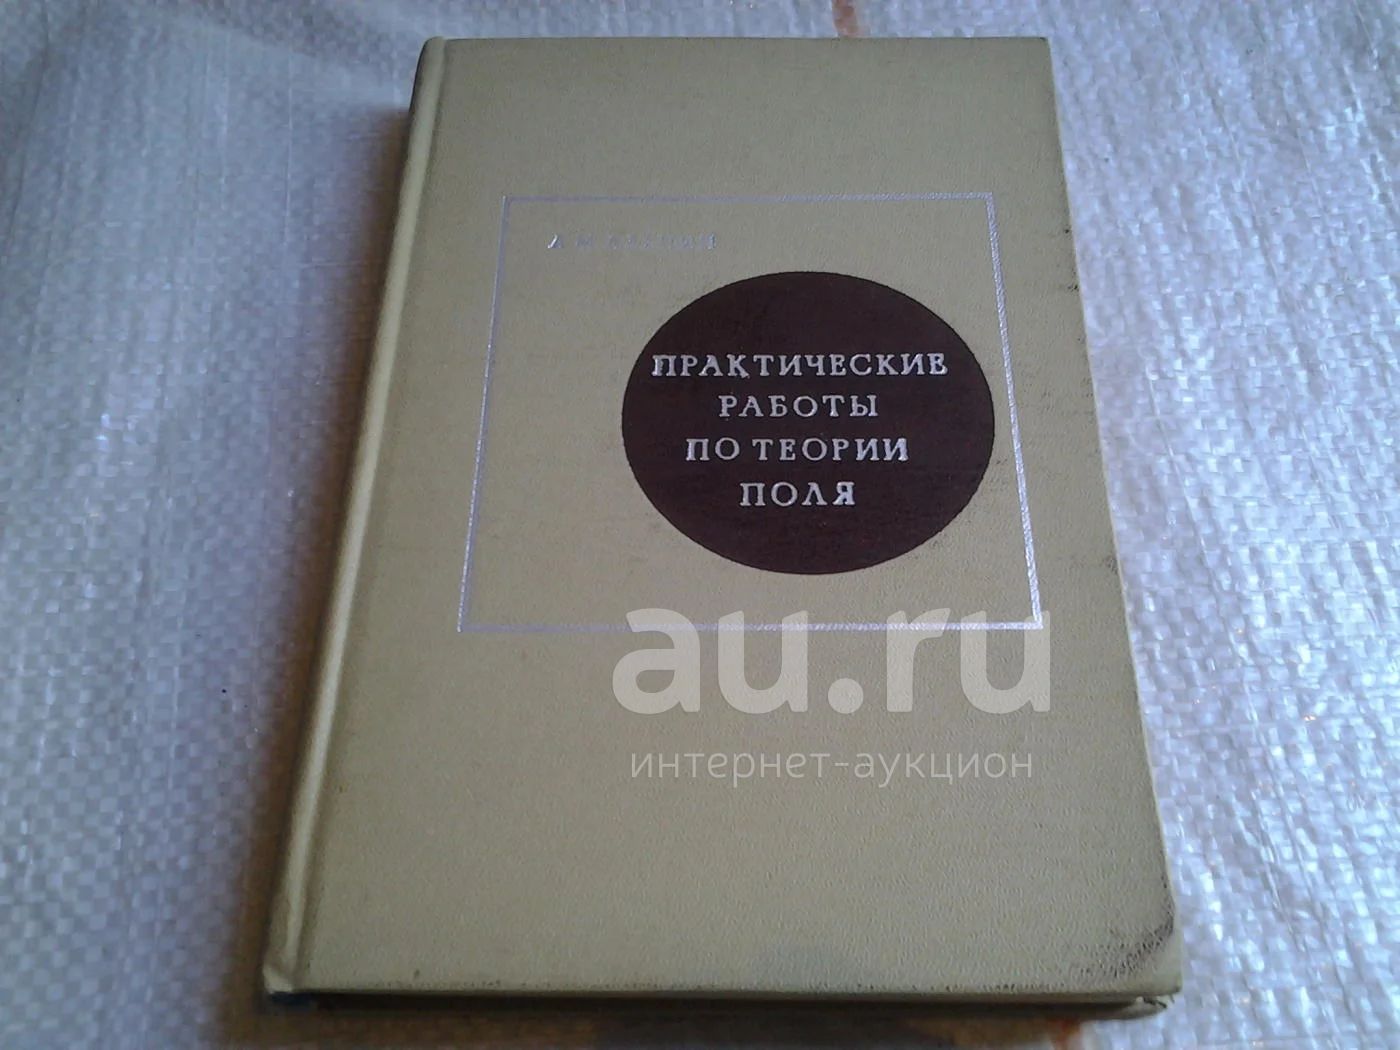 ПРАКТИЧЕСКИЕ
РАБОТЫ
ПО ТЕОРИИ
ПОЛЯ
au.ru
интернет-аукцион